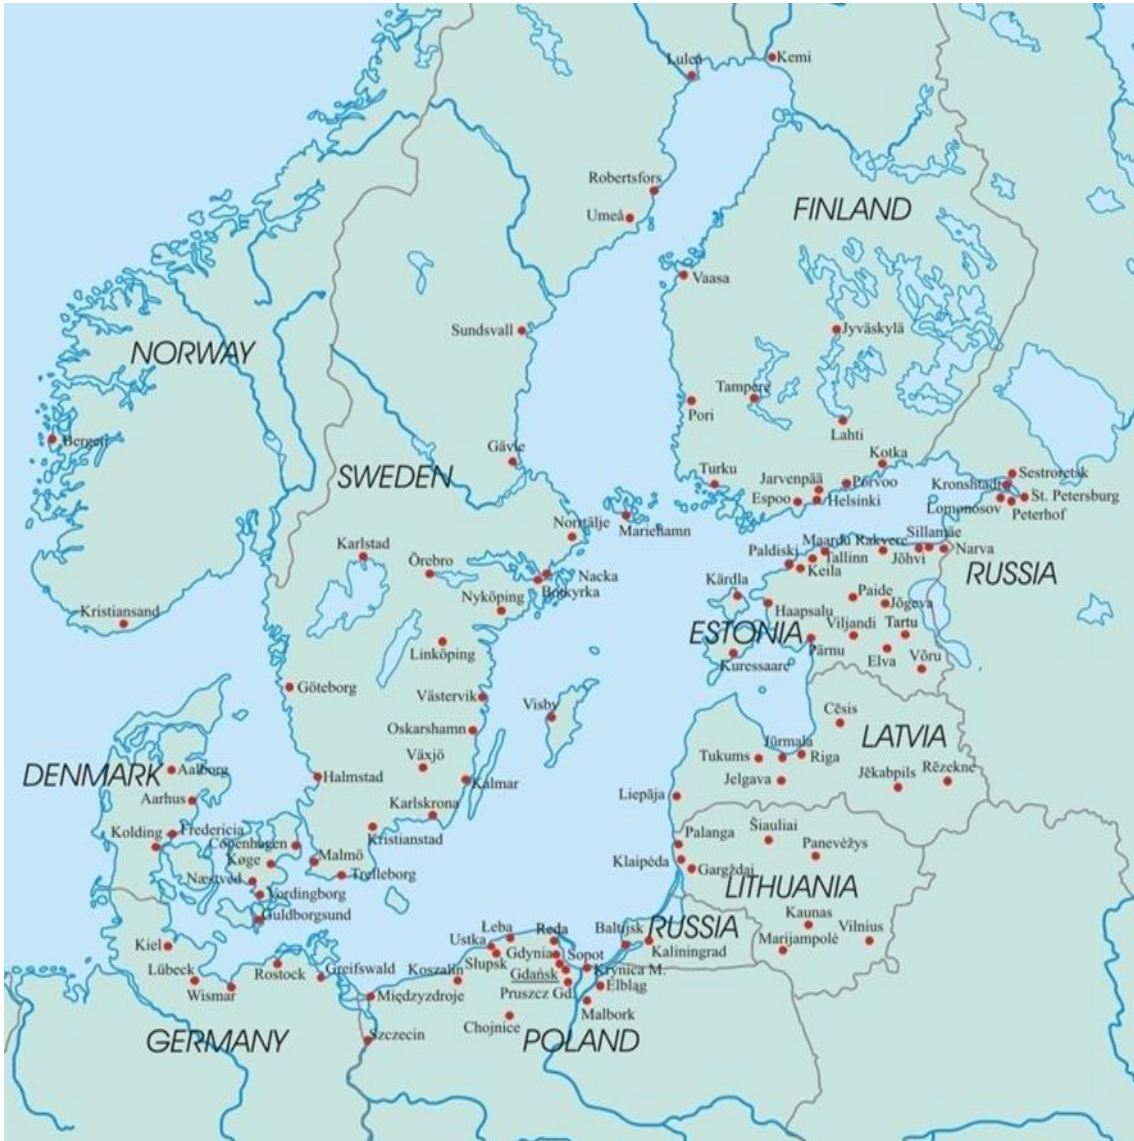 Luleå
Kemi
Robertsfors
Umeå
FINLAND
Vaasa
Sundsvall
Jyväskylä
NORWAY
Tampere
Pori
Lahti
Bergen
Gävle
Kotka
SWEDEN
Turku
Jarvenpää
Porvoo
Sestroretsk
Kronshtadt
St. Petersburg
Espoo
Helsinki
Lomonosov
Peterhof
Norrtälje
Mariehamn
Karlstad
Maardu
Rakvere
Sillamäe
Paldiski
Tallinn
Jõhvi
Narva
Örebro
Nacka
Keila
RUSSIA
Botkyrka
Kärdla
Nyköping
Paide
Jõgeva
Kristiansand
Haapsalu
Viljandi
Tartu
ESTONIA
Linköping
Pärnu
Elva
Võru
Kuressaare
Göteborg
Västervik
Visby
Cēsis
Oskarshamn
LATVIA
Jūrmala
Växjö
Tukums
Riga
DENMARK
Aalborg
Halmstad
Kalmar
Jelgava
Jēkabpils
Rēzekne
Aarhus
Karlskrona
Liepāja
Kolding
Fredericia
Kristianstad
Palanga
Šiauliai
Copenhagen
Panevėžys
Køge
Malmö
Klaipėda
Gargždai
Næstved
Trelleborg
LITHUANIA
Vordingborg
Guldborgsund
Kaunas
Łeba
Reda
Baltijsk
RUSSIA
Vilnius
Kiel
Ustka
Marijampolė
Gdynia
Sopot
Kaliningrad
Słupsk
Lübeck
Rostock
Greifswald
Koszalin
Gdańsk
Krynica M.
Wismar
Pruszcz Gd.
Elbląg
Międzyzdroje
Malbork
Chojnice
Szczecin
GERMANY
POLAND